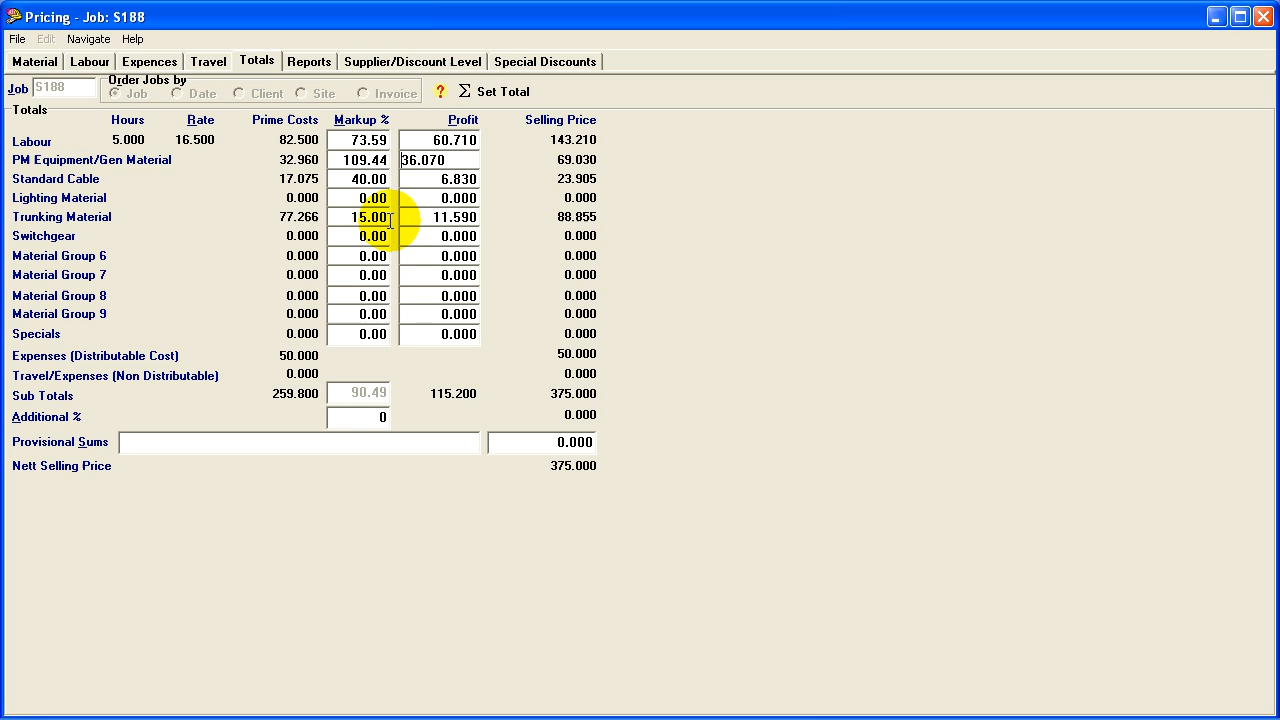 Pricing - Job: S188
File Edit Navigate Help
Material Labour Expences Travel Totals Reports Supplier/Discount Level Special Discounts
Job S188 Order Jobs by Job Date Client Site Invoice ? Σ Set Total
Totals
Hours Rate Prime Costs Markup % Profit Selling Price
Labour 5.000 16.500 82.500 73.59 60.710 143.210
PM Equipment/Gen Material 32.960 109.44 36.070 69.030
Standard Cable 17.075 40.00 6.830 23.905
Lighting Material 0.000 0.00 0.000 0.000
Trunking Material 77.266 15.00 11.590 88.855
Switchgear 0.000 0.00 0.000 0.000
Material Group 6 0.000 0.00 0.000 0.000
Material Group 7 0.000 0.00 0.000 0.000
Material Group 8 0.000 0.00 0.000 0.000
Material Group 9 0.000 0.00 0.000 0.000
Specials 0.000 0.00 0.000 0.000
Expenses (Distributable Cost) 50.000 50.000
Travel/Expenses (Non Distributable) 0.000 0.000
Sub Totals 259.800 90.49 115.200 375.000
Additional % 0 0.000
Provisional Sums 0.000
Nett Selling Price 375.000